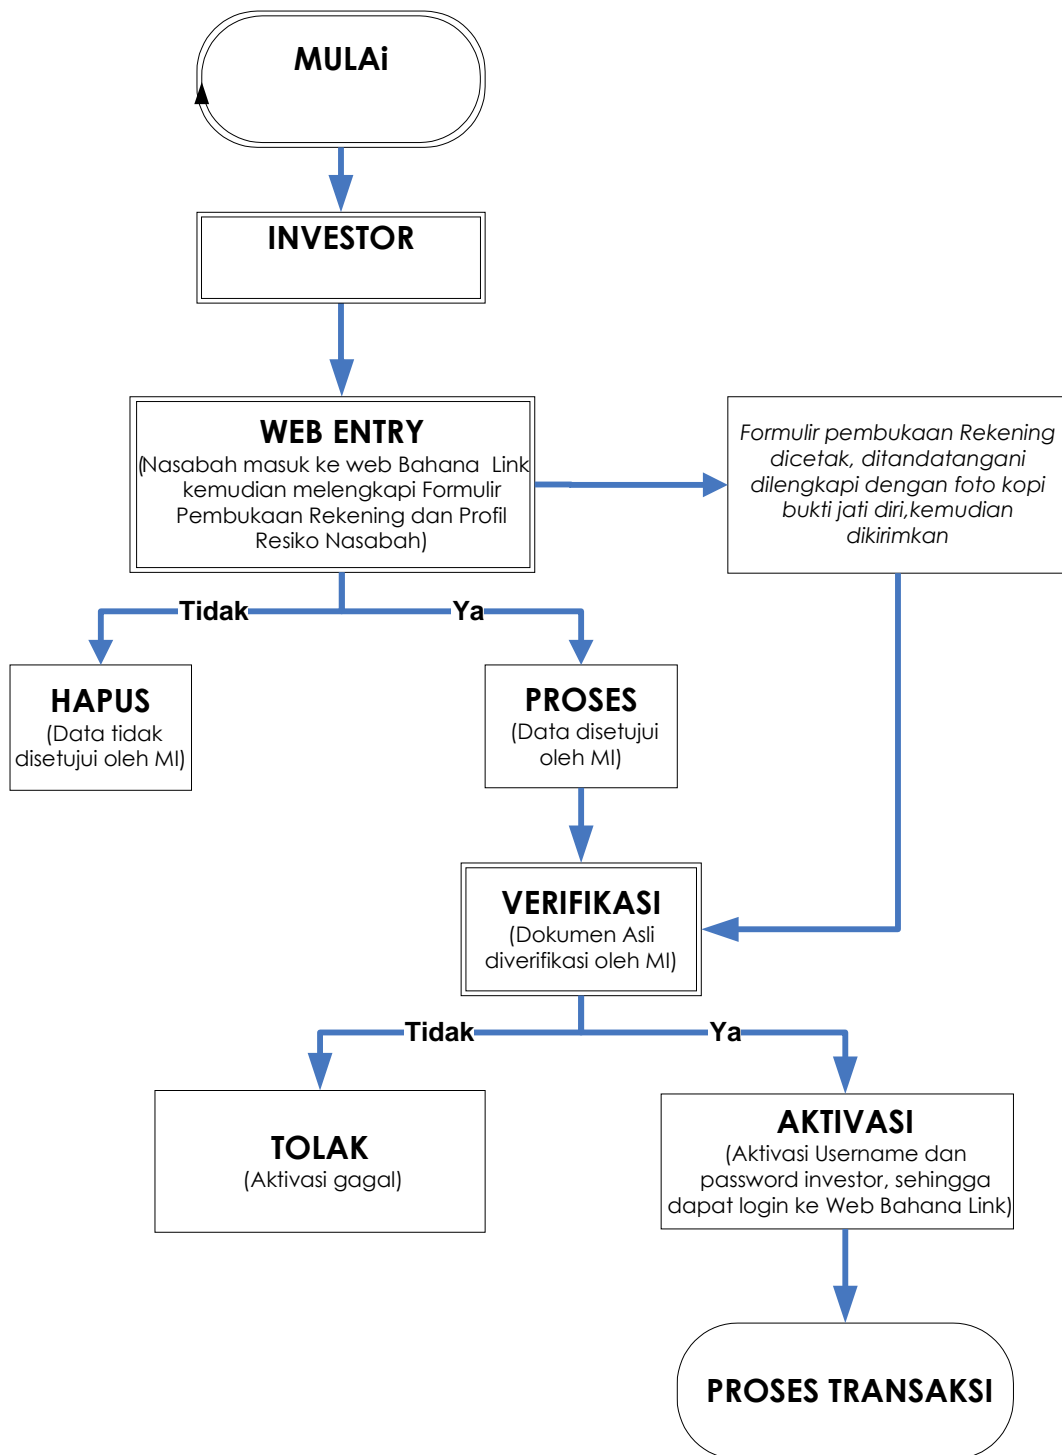 MULAi
INVESTOR
WEB ENTRY
(Nasabah masuk ke web Bahana Link
kemudian melengkapi Formulir
Pembukaan Rekening dan Profil
Resiko Nasabah)
Formulir pembukaan Rekening
dicetak, ditandatangani
dilengkapi dengan foto kopi
bukti jati diri,kemudian
dikirimkan
Tidak
Ya
HAPUS
(Data tidak
disetujui oleh MI)
PROSES
(Data disetujui
oleh MI)
VERIFIKASI
(Dokumen Asli
diverifikasi oleh MI)
Tidak
Ya
TOLAK
(Aktivasi gagal)
AKTIVASI
(Aktivasi Username dan
password investor, sehingga
dapat login ke Web Bahana Link)
PROSES TRANSAKSI